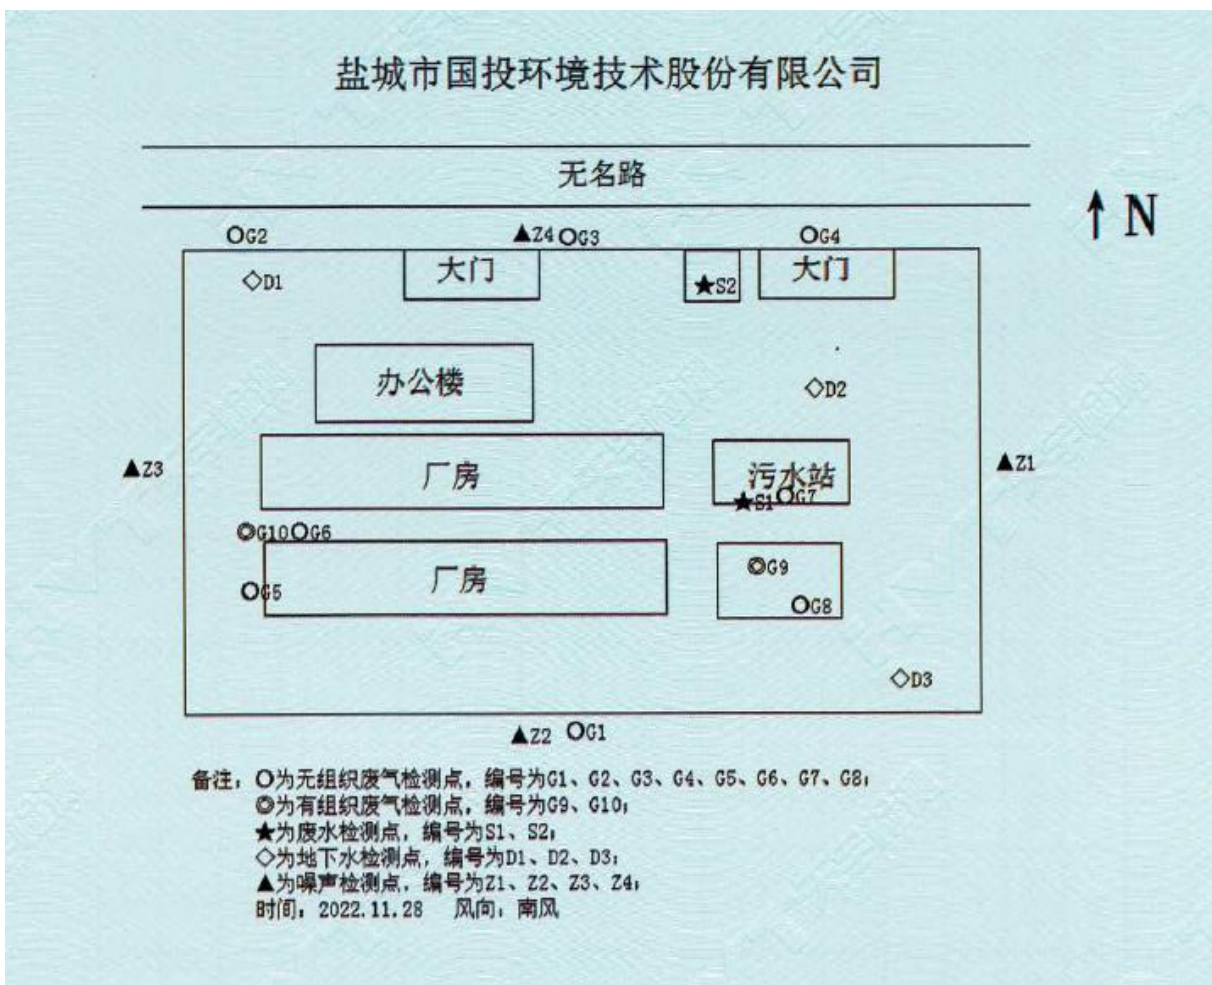 盐城市国投环境技术股份有限公司
无名路
N
○G2
▲Z4 ○G3
○G4
◇D1
大门
★S2
大门
办公楼
◇D2
▲Z3
厂房
污水站
▲Z1
★S1 ○G7
◎G10 ○G6
厂房
◎G9
○G5
○G8
◇D3
▲Z2 ○G1
备注：○为无组织废气检测点，编号为G1、G2、G3、G4、G5、G6、G7、G8；
◎为有组织废气检测点，编号为G9、G10；
★为废水检测点，编号为S1、S2；
◇为地下水检测点，编号为D1、D2、D3；
▲为噪声检测点，编号为Z1、Z2、Z3、Z4；
时间：2022.11.28 风向：南风